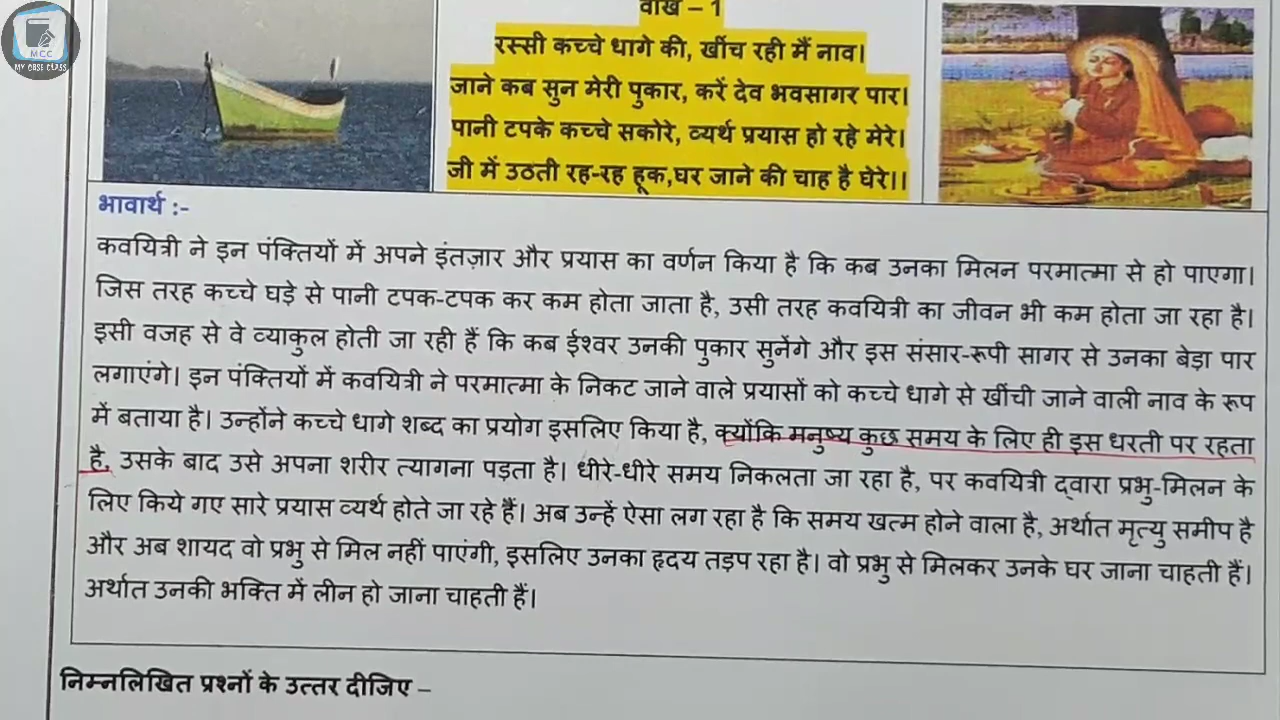 MCC
MY CBSE CLASS
वाख – 1
रस्सी कच्चे धागे की, खींच रही मैं नाव।
जाने कब सुन मेरी पुकार, करें देव भवसागर पार।
पानी टपके कच्चे सकोरे, व्यर्थ प्रयास हो रहे मेरे।
जी में उठती रह-रह हूक,घर जाने की चाह है घेरे।।
भावार्थ :-
कवयित्री ने इन पंक्तियों में अपने इंतज़ार और प्रयास का वर्णन किया है कि कब उनका मिलन परमात्मा से हो पाएगा।
जिस तरह कच्चे घड़े से पानी टपक-टपक कर कम होता जाता है, उसी तरह कवयित्री का जीवन भी कम होता जा रहा है।
इसी वजह से वे व्याकुल होती जा रही हैं कि कब ईश्वर उनकी पुकार सुनेंगे और इस संसार-रूपी सागर से उनका बेड़ा पार
लगाएंगे। इन पंक्तियों में कवयित्री ने परमात्मा के निकट जाने वाले प्रयासों को कच्चे धागे से खींची जाने वाली नाव के रूप
में बताया है। उन्होंने कच्चे धागे शब्द का प्रयोग इसलिए किया है, क्योंकि मनुष्य कुछ समय के लिए ही इस धरती पर रहता
है, उसके बाद उसे अपना शरीर त्यागना पड़ता है। धीरे-धीरे समय निकलता जा रहा है, पर कवयित्री द्वारा प्रभु-मिलन के
लिए किये गए सारे प्रयास व्यर्थ होते जा रहे हैं। अब उन्हें ऐसा लग रहा है कि समय खत्म होने वाला है, अर्थात मृत्यु समीप है
और अब शायद वो प्रभु से मिल नहीं पाएंगी, इसलिए उनका हृदय तड़प रहा है। वो प्रभु से मिलकर उनके घर जाना चाहती हैं।
अर्थात उनकी भक्ति में लीन हो जाना चाहती हैं।
निम्नलिखित प्रश्नों के उत्तर दीजिए –